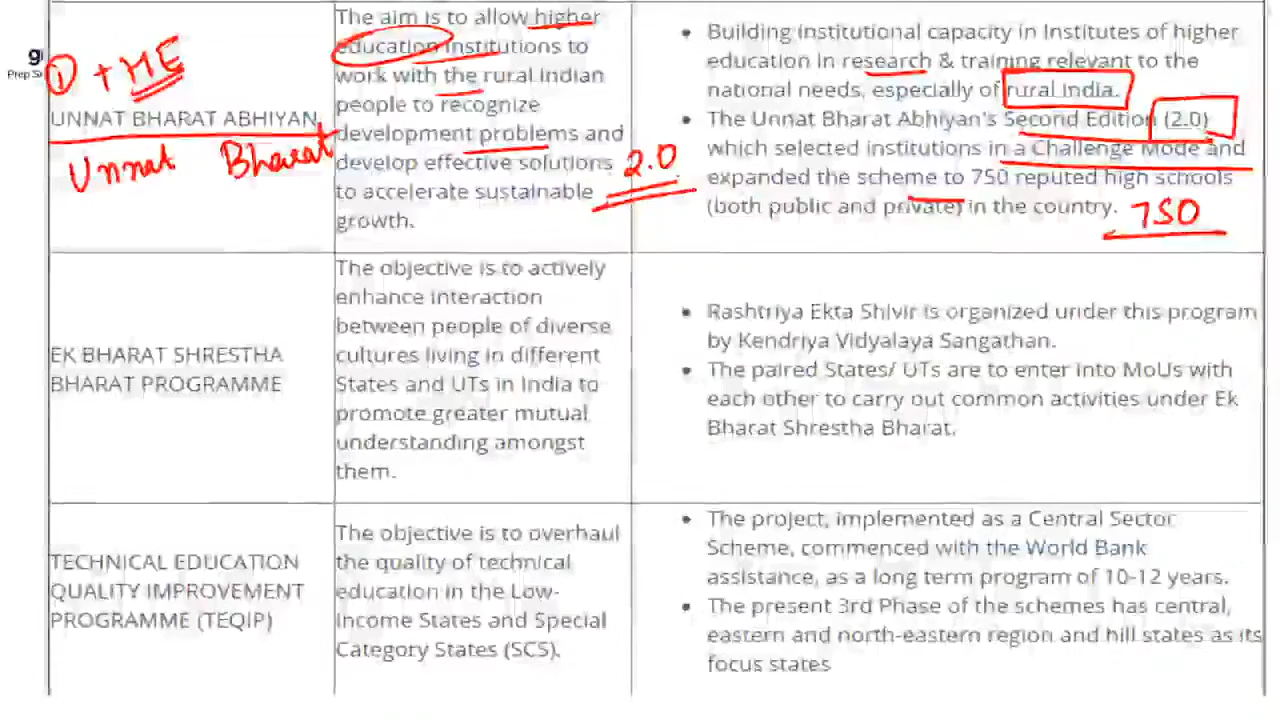 g
Prep S
① + HE
UNNAT BHARAT ABHIYAN
Unnat Bharat
The aim is to allow higher
education institutions to
work with the rural Indian
people to recognize
development problems and
develop effective solutions
to accelerate sustainable
growth.
2.0
Building institutional capacity in Institutes of higher
education in research & training relevant to the
national needs, especially of rural India.
The Unnat Bharat Abhiyan's Second Edition (2.0)
which selected institutions in a Challenge Mode and
expanded the scheme to 750 reputed high schools
(both public and private) in the country.
750
EK BHARAT SHRESTHA
BHARAT PROGRAMME
The objective is to actively
enhance interaction
between people of diverse
cultures living in different
States and UTs in India to
promote greater mutual
understanding amongst
them.
Rashtriya Ekta Shivir is organized under this program
by Kendriya Vidyalaya Sangathan.
The paired States/ UTs are to enter into MoUs with
each other to carry out common activities under Ek
Bharat Shrestha Bharat.
TECHNICAL EDUCATION
QUALITY IMPROVEMENT
PROGRAMME (TEQIP)
The objective is to overhaul
the quality of technical
education in the Low-
Income States and Special
Category States (SCS).
The project, implemented as a Central Sector
Scheme, commenced with the World Bank
assistance, as a long term program of 10-12 years.
The present 3rd Phase of the schemes has central,
eastern and north-eastern region and hill states as its
focus states